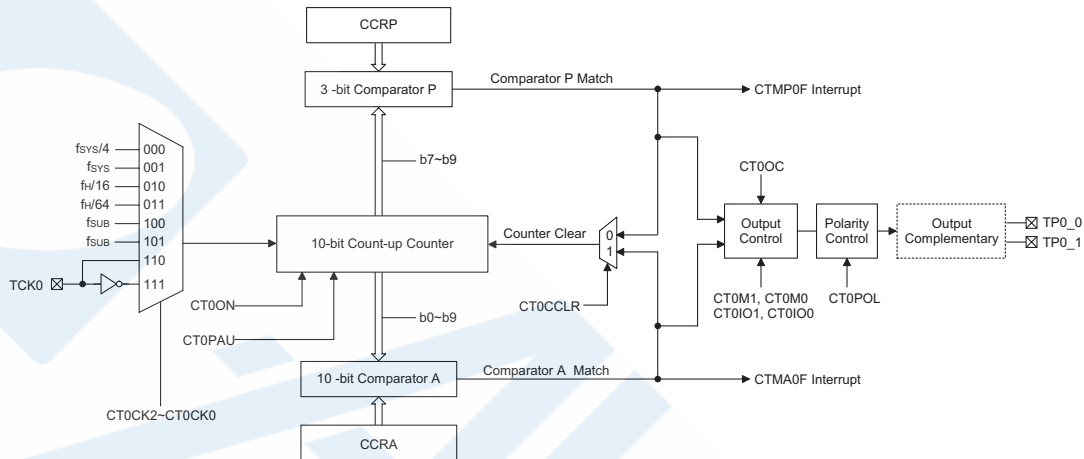 CCRP
3 -bit Comparator P
Comparator P Match
CTMP0F Interrupt
b7~b9
fSYS/4
000
fSYS
001
fH/16
010
fH/64
011
fSUB
100
fSUB
101
110
TCK0
111
10-bit Count-up Counter
Counter Clear
0
1
CT0OC
Output
Control
Polarity
Control
Output
Complementary
TP0_0
TP0_1
CT0ON
CT0PAU
CT0CCLR
CT0M1, CT0M0
CT0IO1, CT0IO0
CT0POL
b0~b9
10 -bit Comparator A
Comparator A Match
CTMA0F Interrupt
CT0CK2~CT0CK0
CCRA